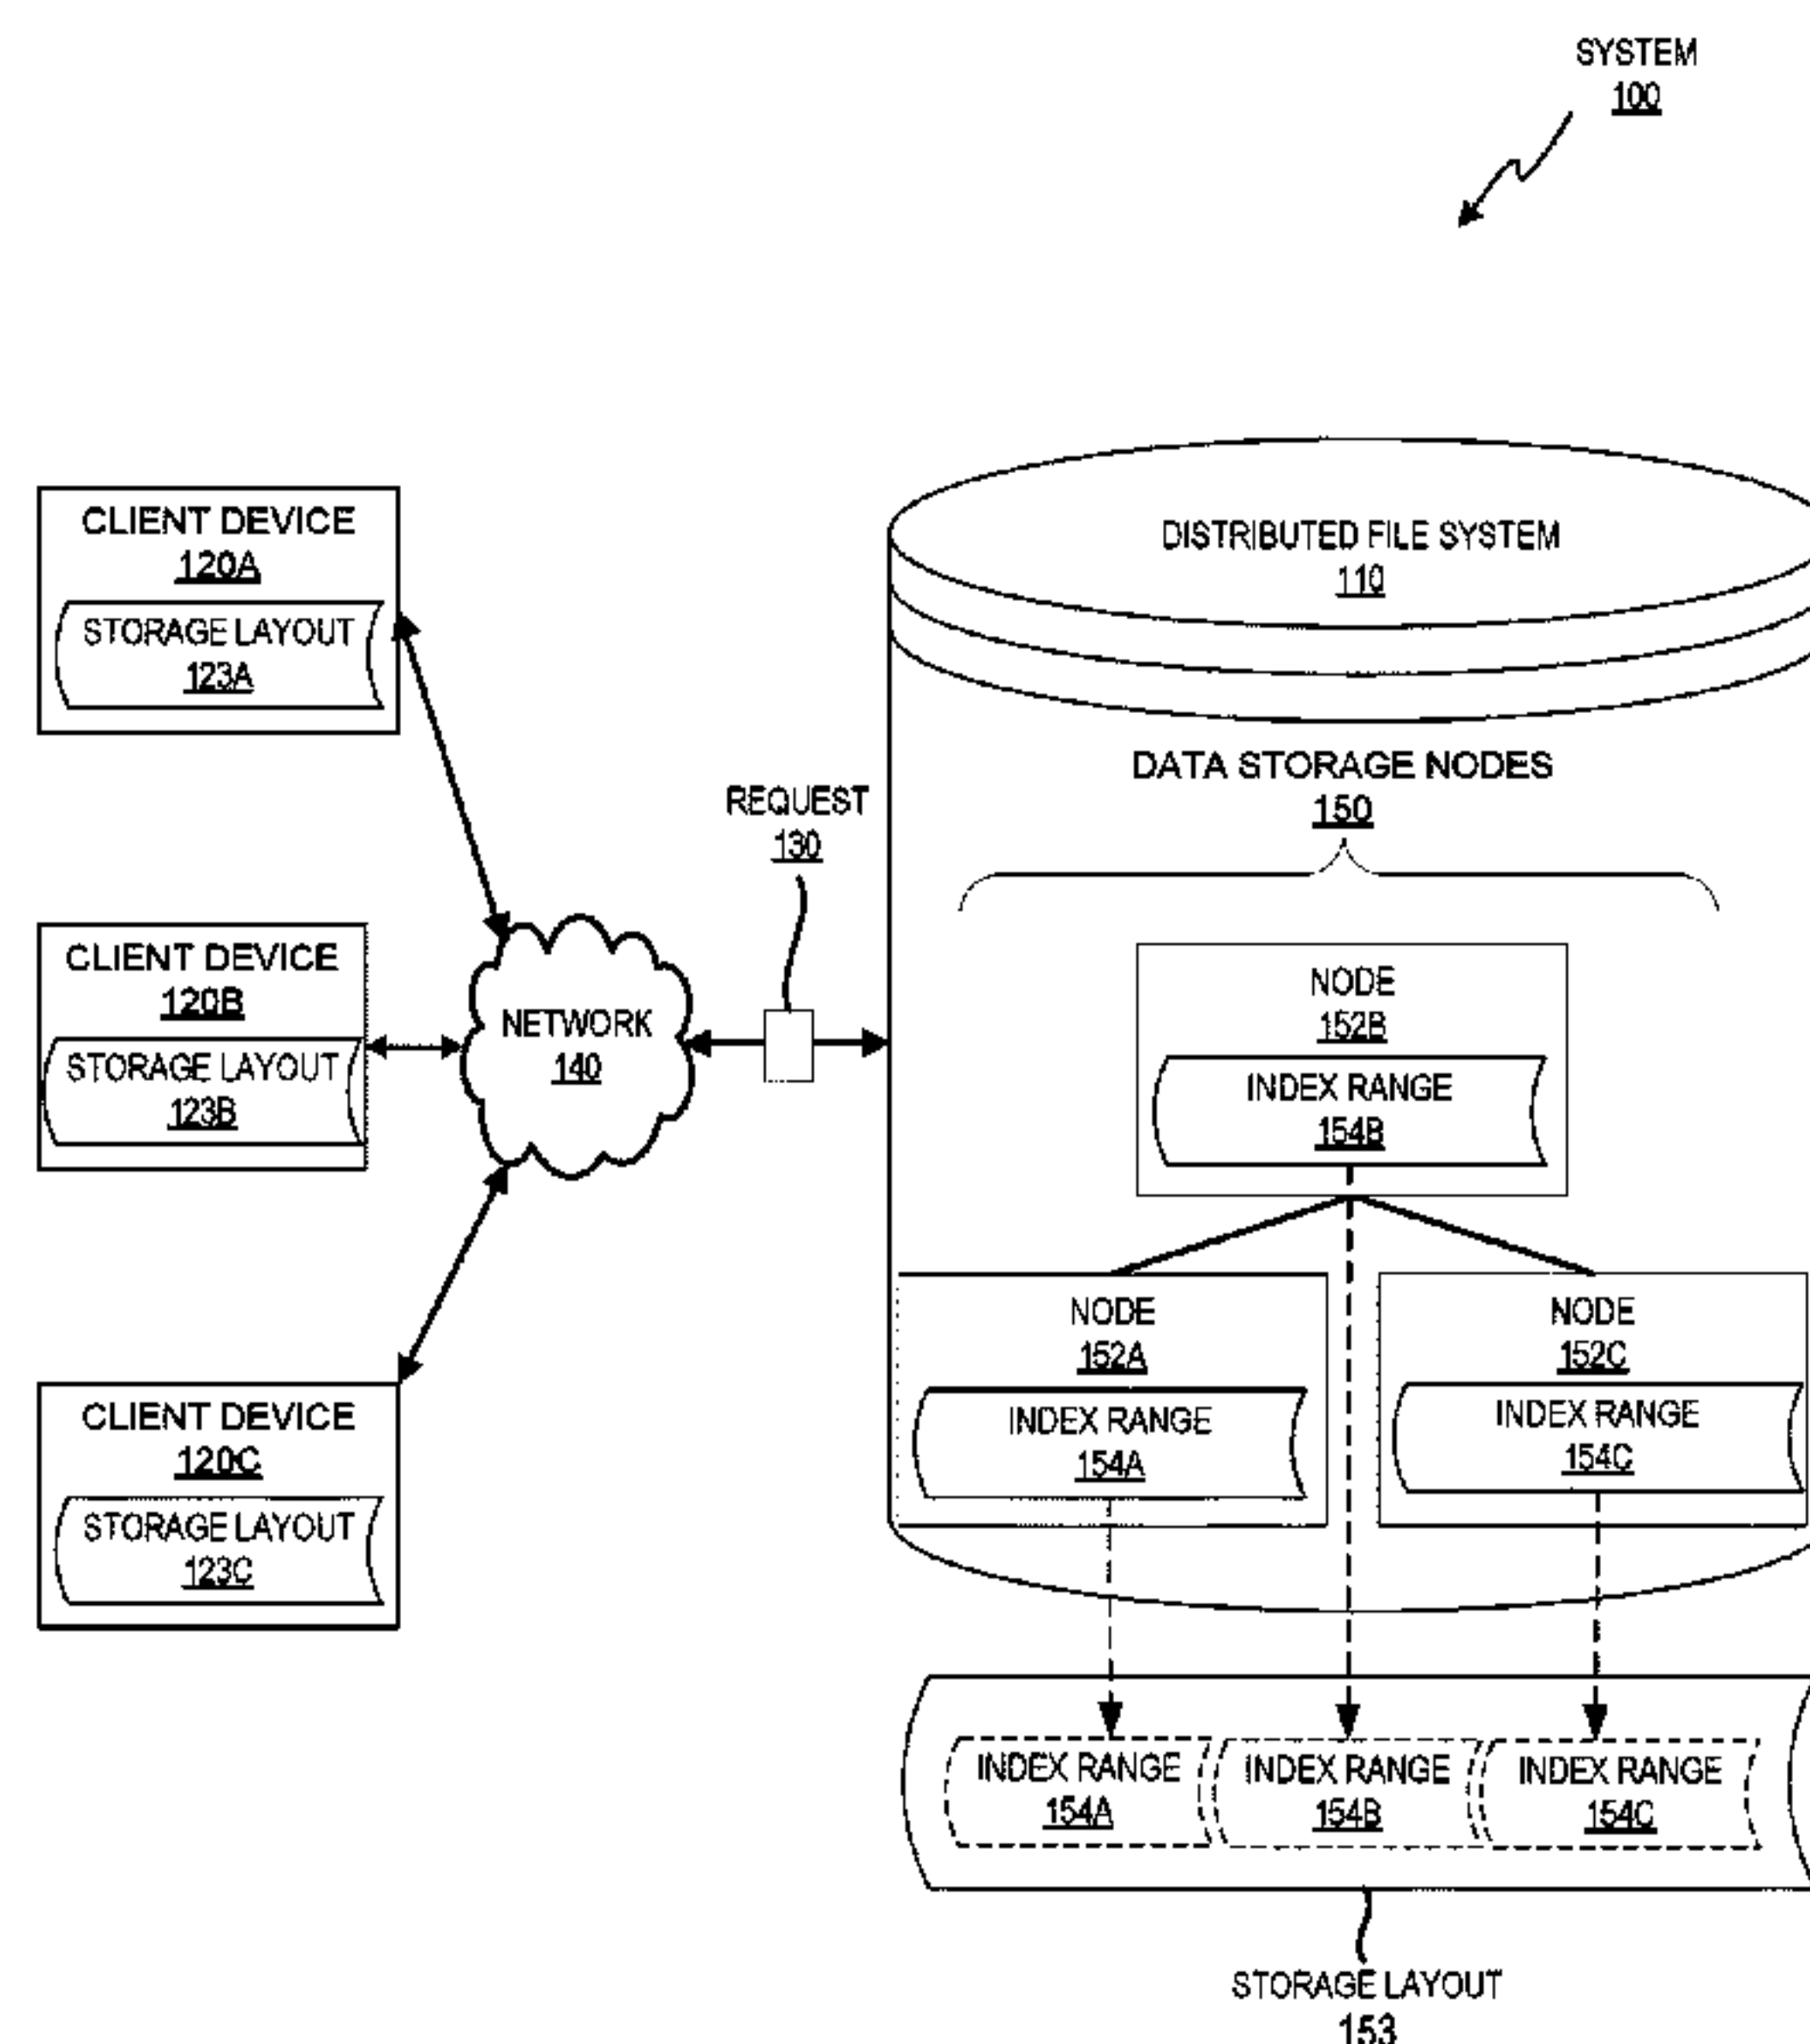 SYSTEM
100
CLIENT DEVICE
120A
STORAGE LAYOUT
123A
DISTRIBUTED FILE SYSTEM
110
DATA STORAGE NODES
150
REQUEST
130
CLIENT DEVICE
120B
STORAGE LAYOUT
123B
NETWORK
140
NODE
152B
INDEX RANGE
154B
NODE
152A
INDEX RANGE
154A
NODE
152C
INDEX RANGE
154C
CLIENT DEVICE
120C
STORAGE LAYOUT
123C
INDEX RANGE
154A
INDEX RANGE
154B
INDEX RANGE
154C
STORAGE LAYOUT
153